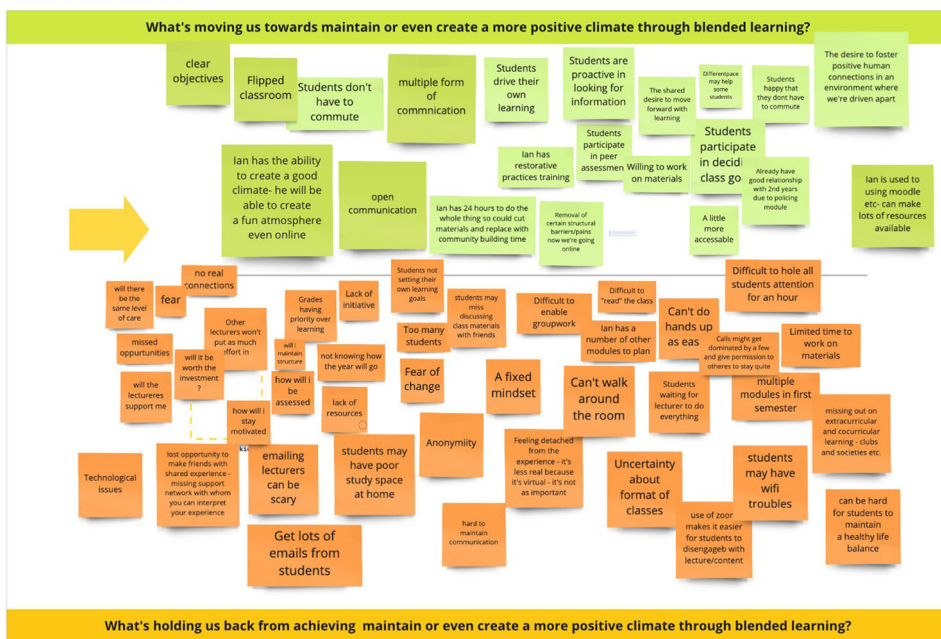 What's moving us towards maintain or even create a more positive climate through blended learning?
clear
objectives
Flipped
classroom
Students don't
have to
commute
multiple form
of
commnication
Students
drive their
own
learning
Students are
proactive in
looking for
information
The shared
desire to move
forward with
learning
Differentpace
may help
some
students
Students
happy that
they dont have
to commute
The desire to foster
positive human
connections in an
environment where
we're driven apart
Ian has the ability
to create a good
climate- he will be
able to create
a fun atmosphere
even online
open
communication
Ian has
restorative
practices training
Students
participate
in peer
assessmen
Willing to work
on materials
Students
participate
in decidi
class go
Already have
good relationship
with 2nd years
due to policing
module
Ian is used to
using moodle
etc- can make
lots of resources
available
Ian has 24 hours to do the
whole thing so could cut
materials and replace with
community building time
Removal of
certain structural
barriers/pains
now we're going
online
A little
more
accessable
will there
be the
same level
of care
fear
no real
connections
Other
lecturers won't
put as much
effort in
Grades
having
priority over
learning
Lack of
initiative
Students not
setting their
own learning
goals
students may
miss
discussing
class materials
with friends
Difficult to
enable
groupwork
Difficult to
"read" the class
Can't do
hands up
as eas
Difficult to hole all
students attention
for an hour
missed
oppurtunities
will it be
worth the
investment
?
will i
maintain
structure
not knowing how
the year will go
Too many
students
Ian has a
number of other
modules to plan
Calls might get
dominated by a few
and give permission to
otheres to stay quite
Limited time to
work on
materials
will the
lectureres
support me
how will i
be
assessed
Fear of
change
A fixed
mindset
Can't walk
around
the room
Students
waiting for
lecturer to do
everything
multiple
modules in first
semester
how will i
stay
motivated
lack of
resources
Anonymiity
missing out on
extracurricular and
cocurricular
learning - clubs
and societies etc.
Technological
issues
lost opportunity to
make friends with
shared experience -
missing support
network with whom
you can interpret
your experience
emailing
lecturers
can be
scary
students may
have poor
study space
at home
Feeling detached
from the
experience - it's
less real because
it's virtual - it's not
as important
Uncertainty
about
format of
classes
students
may have
wifi
troubles
Get lots of
emails from
students
hard to
maintain
communication
use of zoom
makes it easier
for students to
disengageb with
lecture/content
can be hard
for students to
maintain
a healthy life
balance
What's holding us back from achieving maintain or even create a more positive climate through blended learning?